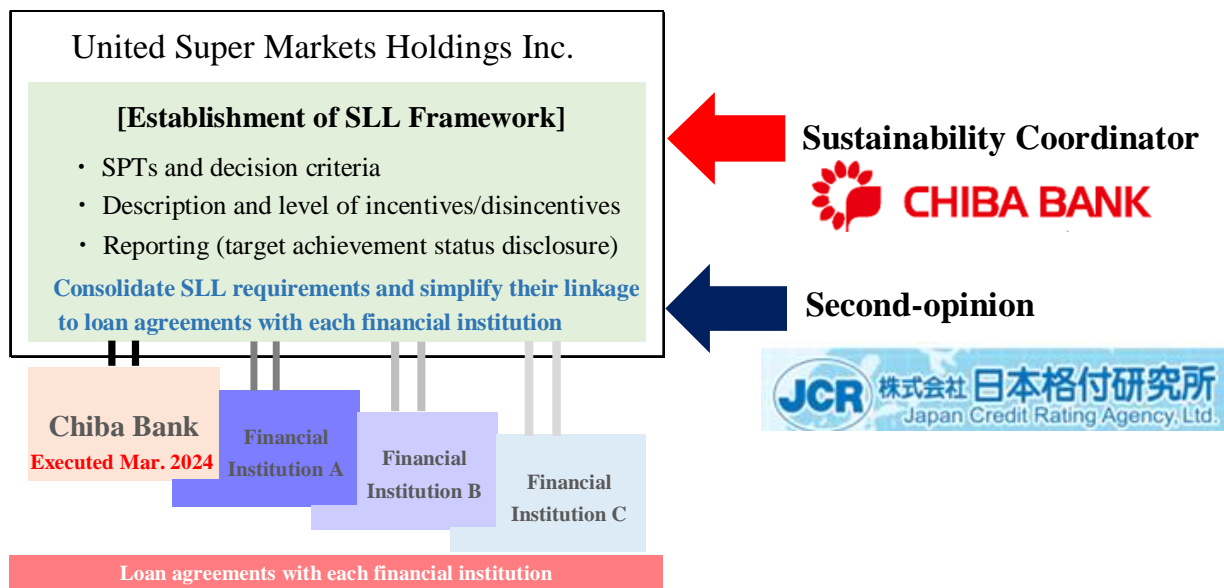 United Super Markets Holdings Inc.
[Establishment of SLL Framework]
・ SPTs and decision criteria
・ Description and level of incentives/disincentives
・ Reporting (target achievement status disclosure)
Consolidate SLL requirements and simplify their linkage
to loan agreements with each financial institution
Sustainability Coordinator
CHIBA BANK
Second-opinion
JCR 株式会社 日本格付研究所
Japan Credit Rating Agency, Ltd.
Chiba Bank
Executed Mar. 2024
Financial
Institution A
Financial
Institution B
Financial
Institution C
Loan agreements with each financial institution